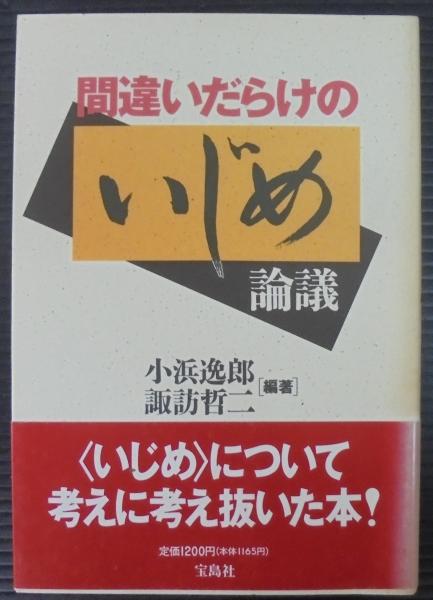 間違いだらけの
いじめ
論議
小浜逸郎
諏訪哲二
[編著]
〈いじめ〉について
考えに考え抜いた本!
定価1200円(本体1165円)
宝島社